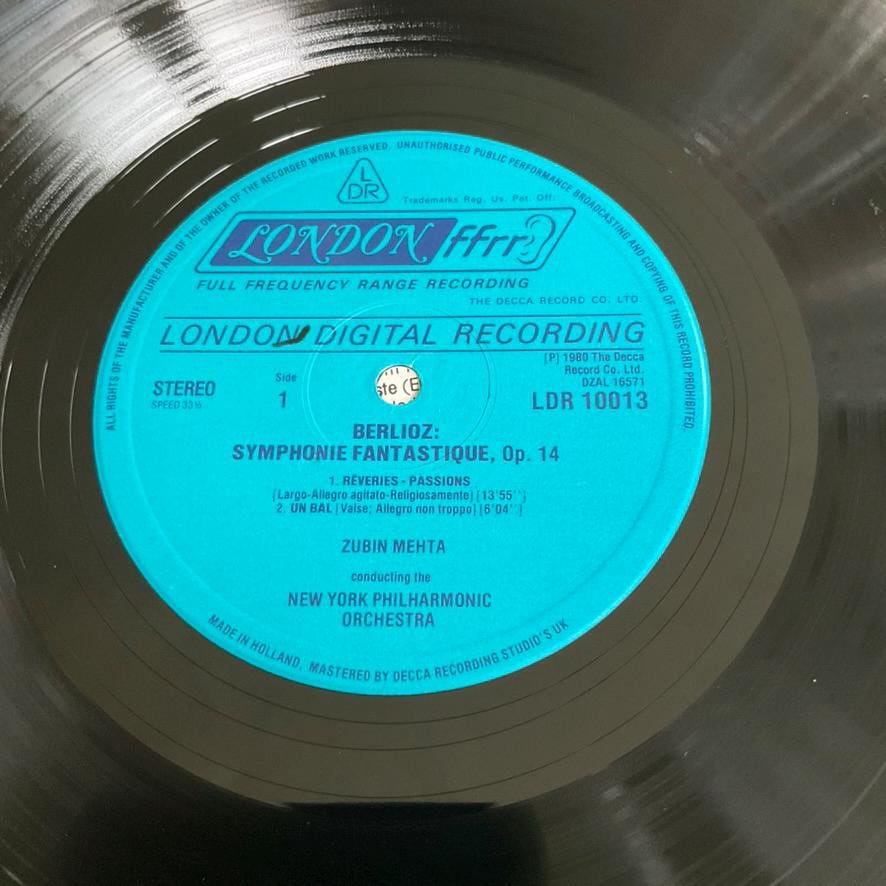 ALL RIGHTS OF THE MANUFACTURER AND OF THE OWNER OF THE RECORDED WORK RESERVED. UNAUTHORISED PUBLIC PERFORMANCE BROADCASTING AND COPYING OF THIS RECORD PROHIBITED.
L
DR
Trademarks Reg. Us. Pat. Off:
LONDON ffrr
FULL FREQUENCY RANGE RECORDING
THE DECCA RECORD CO. LTD.
LONDON DIGITAL RECORDING
[P] 1980 The Decca
Record Co. Ltd.
DZAL 16571
LDR 10013
STEREO
SPEED 33⅓
Side
1
ste (E
BERLIOZ:
SYMPHONIE FANTASTIQUE, Op. 14
1. RÊVERIES - PASSIONS
[Largo-Allegro agitato-Religiosamente] [13'55'']
2. UN BAL [Valse; Allegro non troppo] [6'04'']
ZUBIN MEHTA
conducting the
NEW YORK PHILHARMONIC
ORCHESTRA
MADE IN HOLLAND, MASTERED BY DECCA RECORDING STUDIO'S UK